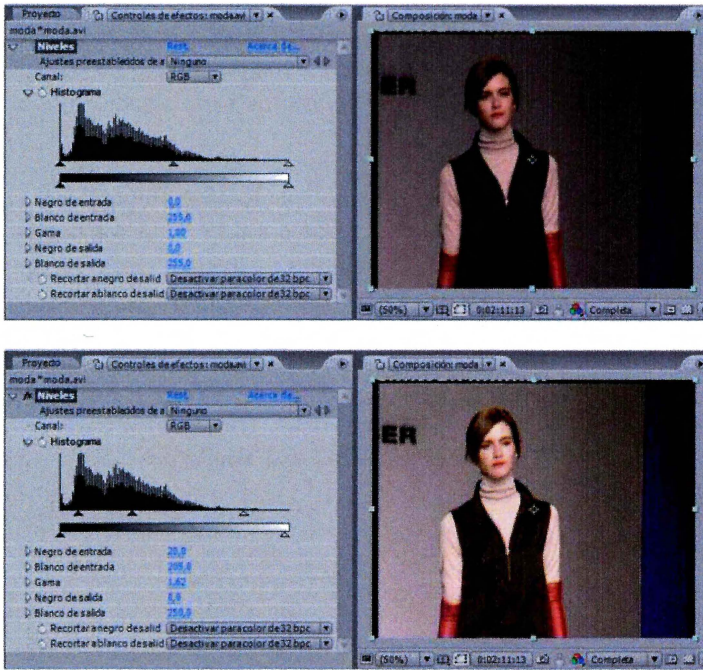 Proyecto Controles de efectos: moda.avi Composición: moda
moda*moda.avi
Niveles Rest. Acerca de...
Ajustes preestablecidos de a Ninguno
Canal: RGB
Histograma
ER
Negro de entrada 0,0
Blanco de entrada 255,0
Gama 1,00
Negro de salida 0,0
Blanco de salida 255,0
Recortar a negro de salid Desactivar para color de 32 bpc
Recortar a blanco de salid Desactivar para color de 32 bpc
(50%) 0:02:11:13 Completa
Proyecto Controles de efectos: moda.avi Composición: moda
moda*moda.avi
Niveles Rest. Acerca de...
Ajustes preestablecidos de a Ninguno
Canal: RGB
Histograma
ER
Negro de entrada 20,0
Blanco de entrada 205,0
Gama 1,62
Negro de salida 0,0
Blanco de salida 250,0
Recortar a negro de salid Desactivar para color de 32 bpc
Recortar a blanco de salid Desactivar para color de 32 bpc
(50%) 0:02:11:13 Completa